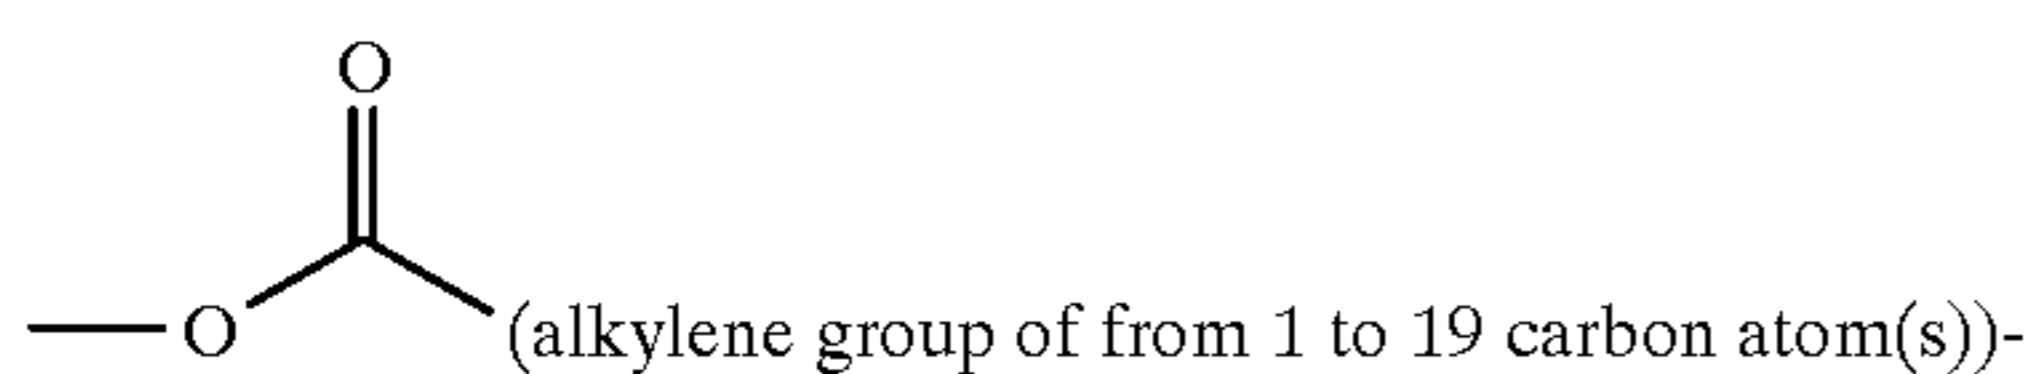 O
O (alkylene group of from 1 to 19 carbon atom(s))-